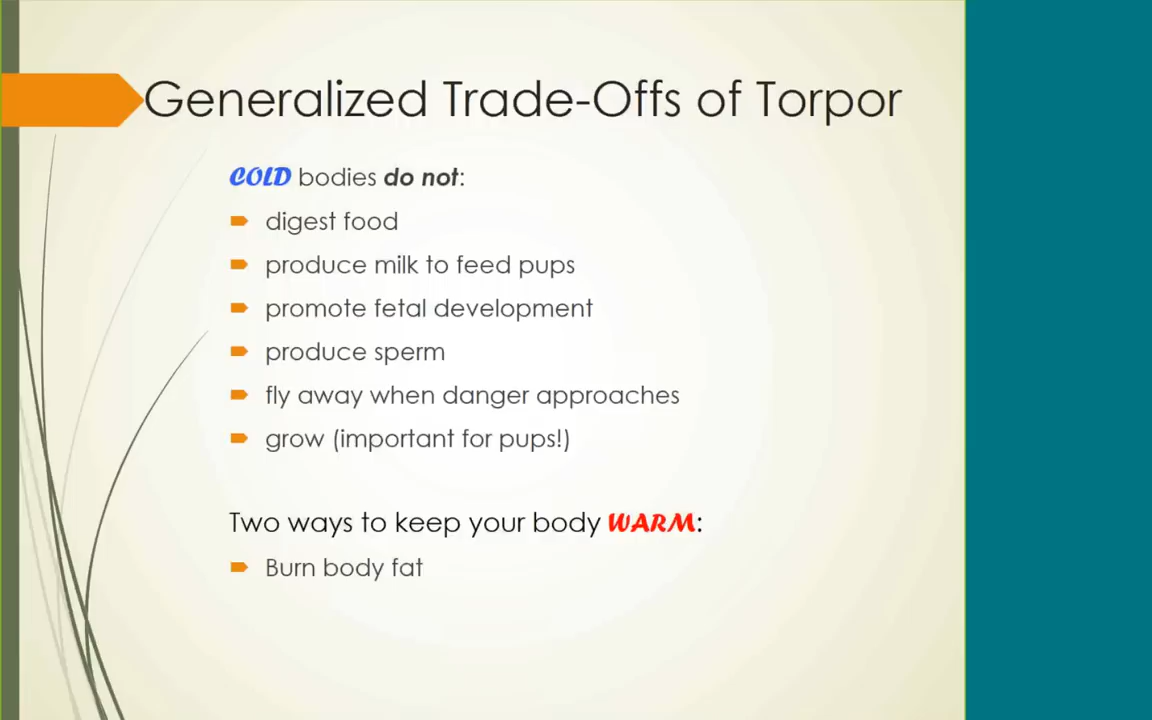 Generalized Trade-Offs of Torpor
COLD bodies do not:
digest food
produce milk to feed pups
promote fetal development
produce sperm
fly away when danger approaches
grow (important for pups!)
Two ways to keep your body WARM:
Burn body fat